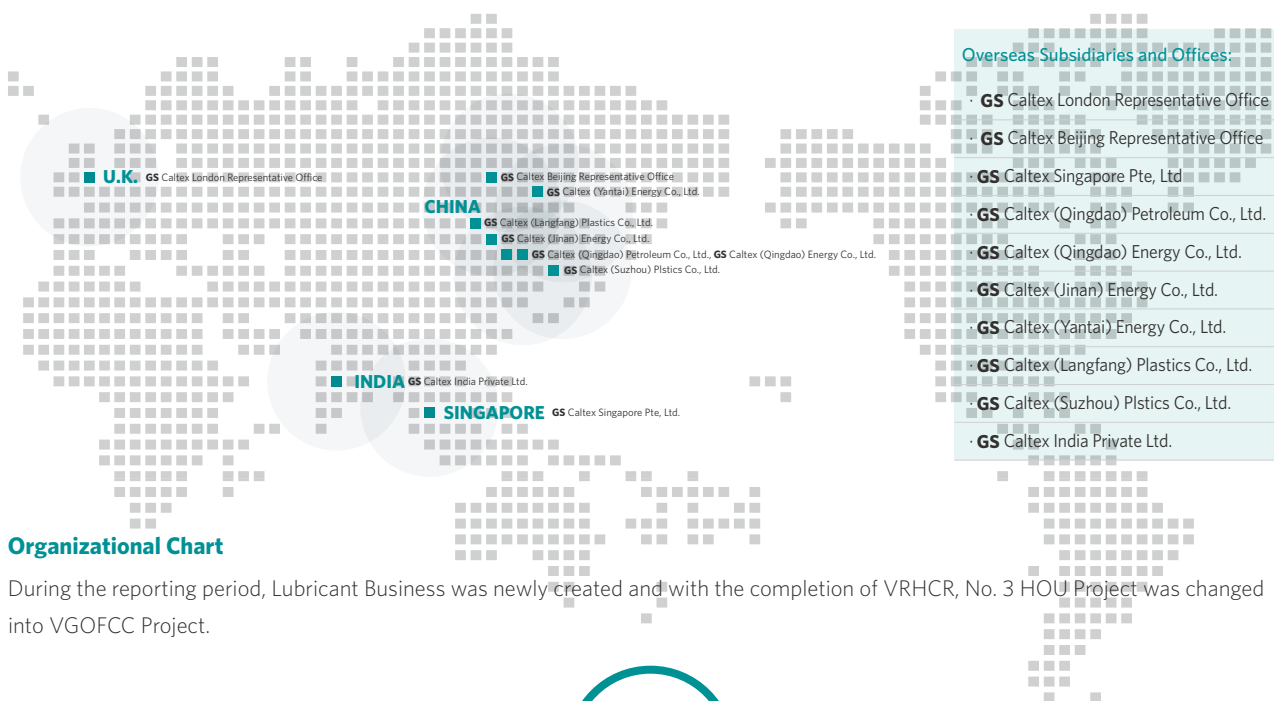 Overseas Subsidiaries and Offices:
· GS Caltex London Representative Office
· GS Caltex Beijing Representative Office
· GS Caltex Singapore Pte, Ltd
· GS Caltex (Qingdao) Petroleum Co., Ltd.
· GS Caltex (Qingdao) Energy Co., Ltd.
· GS Caltex (Jinan) Energy Co., Ltd.
· GS Caltex (Yantai) Energy Co., Ltd.
· GS Caltex (Langfang) Plastics Co., Ltd.
· GS Caltex (Suzhou) Plstics Co., Ltd.
· GS Caltex India Private Ltd.
U.K. GS Caltex London Representative Office
GS Caltex Beijing Representative Office
GS Caltex (Yantai) Energy Co., Ltd.
CHINA
GS Caltex (Langfang) Plastics Co., Ltd.
GS Caltex (Jinan) Energy Co., Ltd.
GS Caltex (Qingdao) Petroleum Co., Ltd., GS Caltex (Qingdao) Energy Co., Ltd.
GS Caltex (Suzhou) Plstics Co., Ltd.
INDIA GS Caltex India Private Ltd.
SINGAPORE GS Caltex Singapore Pte, Ltd.
Organizational Chart
During the reporting period, Lubricant Business was newly created and with the completion of VRHCR, No. 3 HOU Project was changed
into VGOFCC Project.